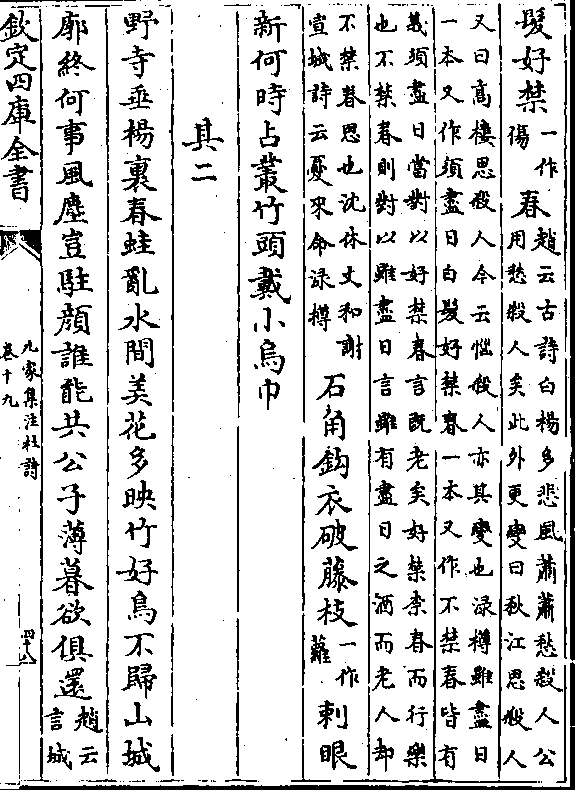 髮好禁一作傷春趙云古詩白楊多悲風蕭蕭愁殺人公用愁殺人矣此外更變曰秋江思殺人
又曰高樓思殺人今云惱殺人亦其變也淥樽雖盡日一本又作須盡日白髮好禁春一本又作不禁春皆有
義須盡日當對以好禁春言既老矣好禁柰春而行樂也不禁春則對以雖盡日言雖有盡日之酒而老人却
不禁春思也沈休文和謝宣城詩云憂來命淥樽石角鈎衣破藤枝一作蘿刺眼
新何時占叢竹頭戴小烏巾
其二
野寺垂楊裏春畦亂水間美花多映竹好鳥不歸山城
廓終何事風塵豈駐顔誰能共公子薄暮欲俱還趙云言城
欽定四庫全書
九家集注杜詩
卷十九
四十八